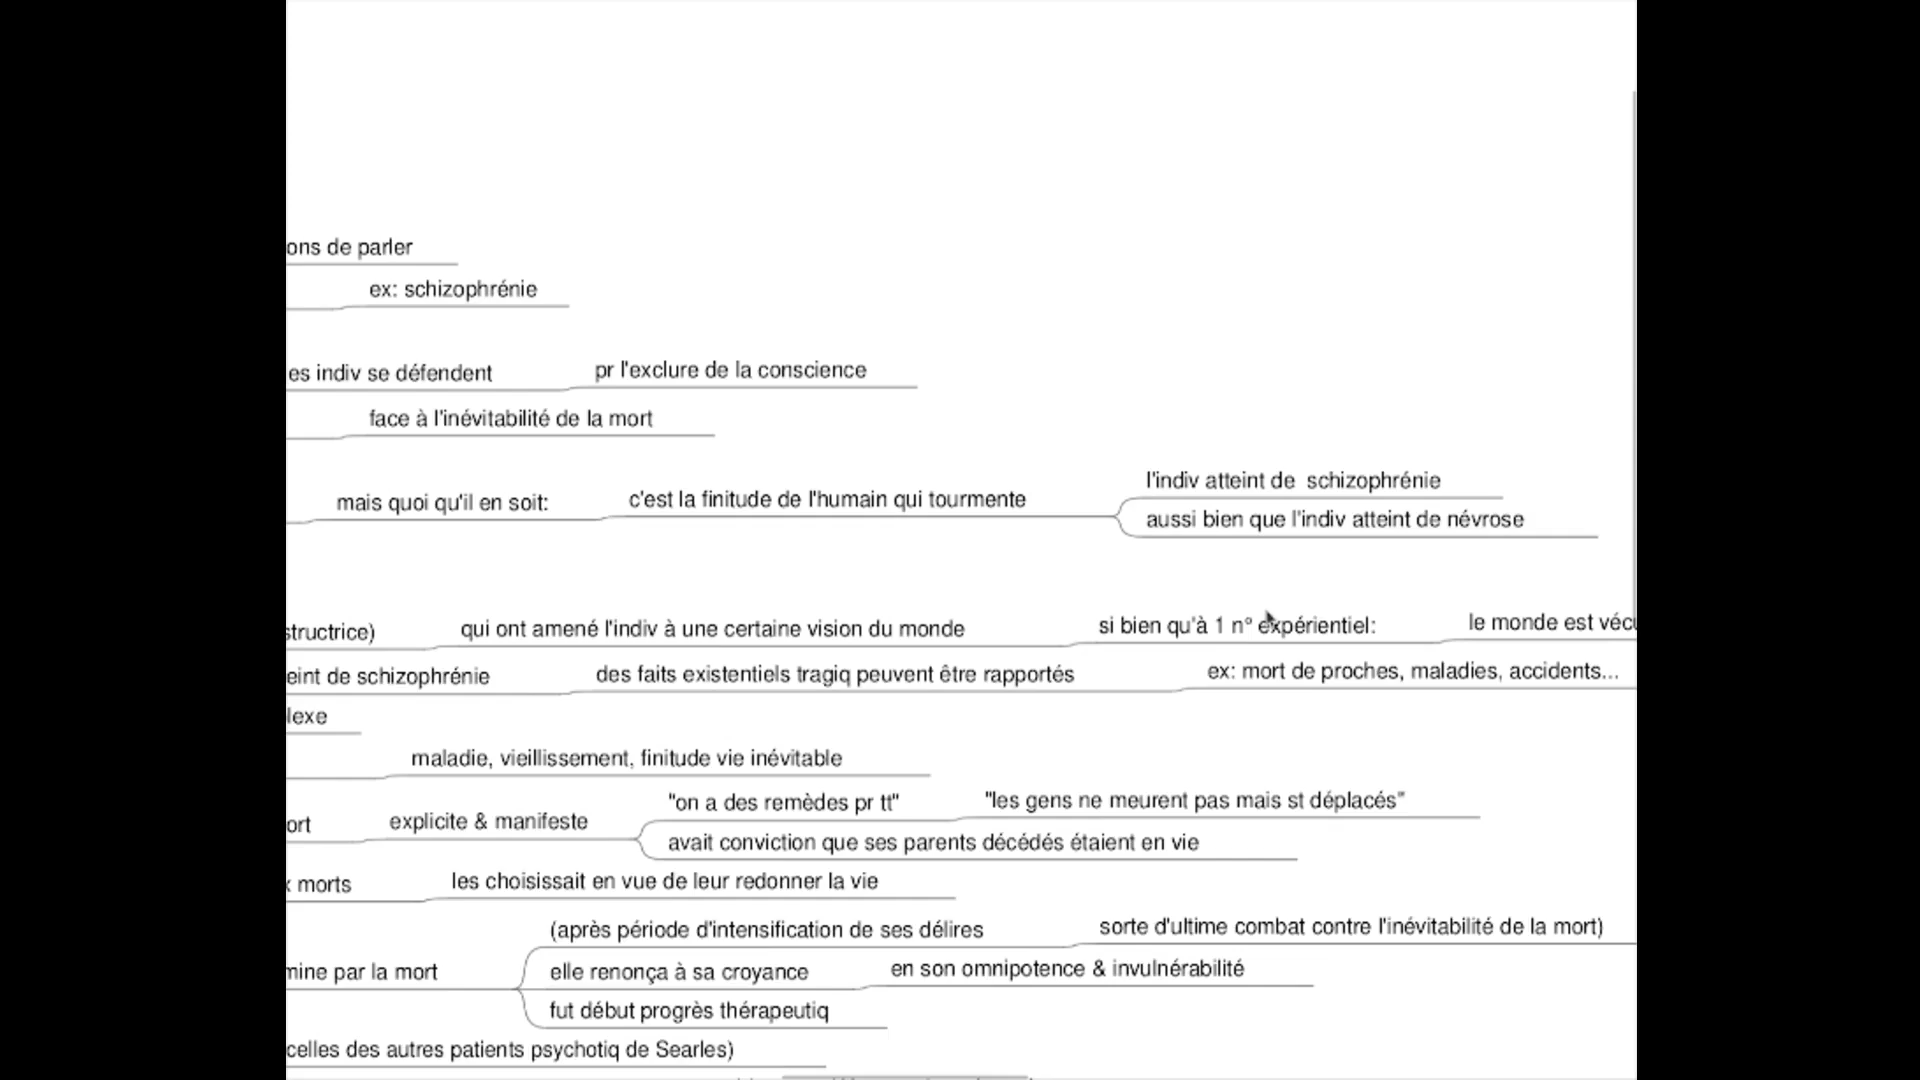 ons de parler
ex: schizophrénie
es indiv se défendent pr l'exclure de la conscience
face à l'inévitabilité de la mort
mais quoi qu'il en soit: c'est la finitude de l'humain qui tourmente
l'indiv atteint de schizophrénie
aussi bien que l'indiv atteint de névrose
structrice) qui ont amené l'indiv à une certaine vision du monde si bien qu'à 1 n° expérientiel: le monde est vécu
eint de schizophrénie des faits existentiels tragiq peuvent être rapportés ex: mort de proches, maladies, accidents...
lexe
maladie, vieillissement, finitude vie inévitable
ort explicite & manifeste
"on a des remèdes pr tt" "les gens ne meurent pas mais st déplacés"
avait conviction que ses parents décédés étaient en vie
x morts les choisissait en vue de leur redonner la vie
(après période d'intensification de ses délires sorte d'ultime combat contre l'inévitabilité de la mort)
mine par la mort elle renonça à sa croyance en son omnipotence & invulnérabilité
fut début progrès thérapeutiq
celles des autres patients psychotiq de Searles)